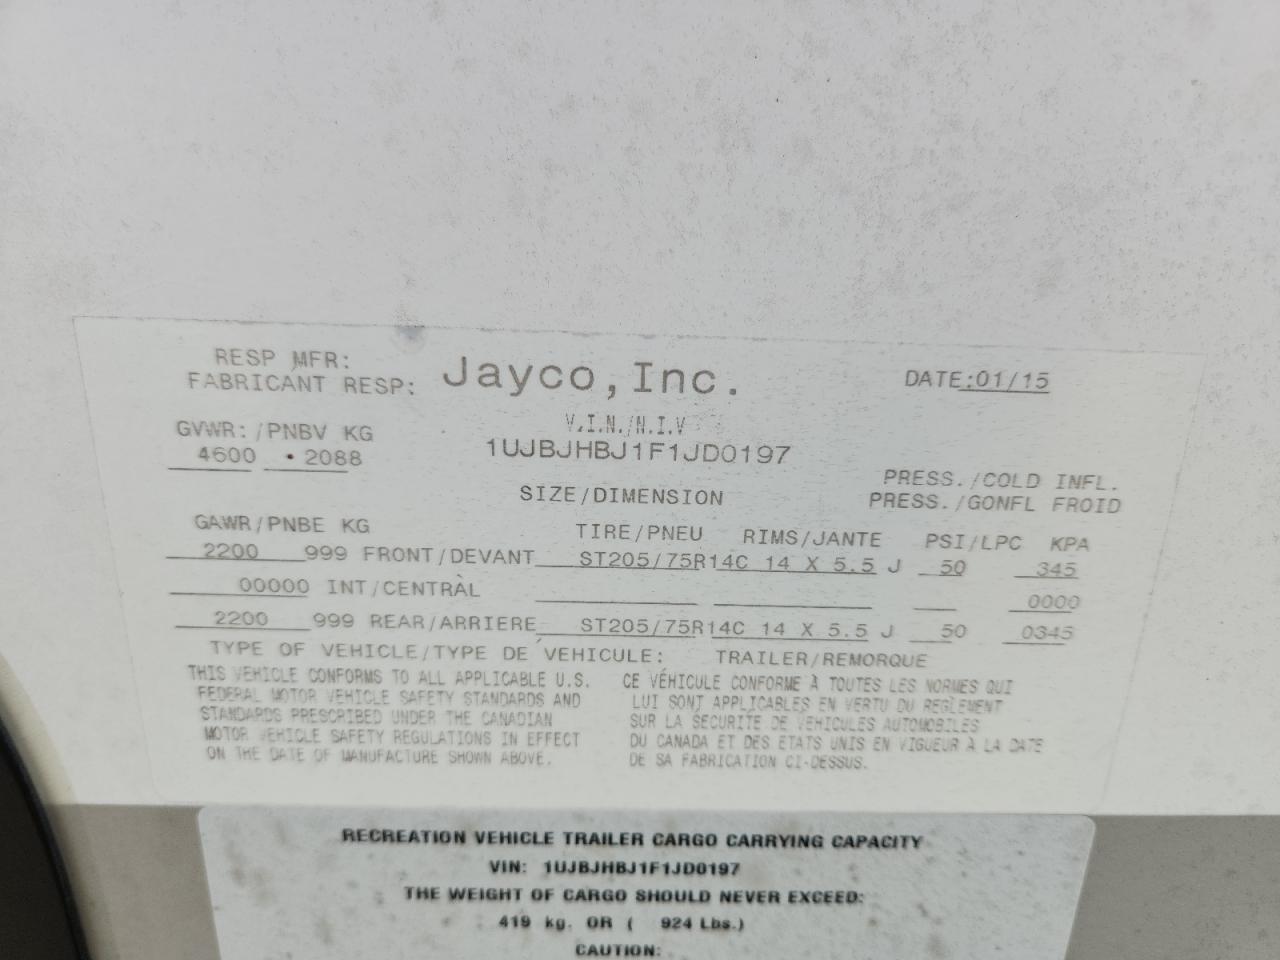 RESP MFR:
FABRICANT RESP: Jayco, Inc. DATE:01/15
V.I.N./N.I.V
GVWR:/PNBV KG
1UJBJHBJ1F1JD0197
4600 • 2088
PRESS./COLD INFL.
SIZE/DIMENSION PRESS./GONFL FROID
GAWR/PNBE KG TIRE/PNEU RIMS/JANTE PSI/LPC KPA
2200 999 FRONT/DEVANT ST205/75R14C 14 X 5.5 J 50 345
00000 INT/CENTRÀL 0000
2200 999 REAR/ARRIERE ST205/75R14C 14 X 5.5 J 50 0345
TYPE OF VEHICLE/TYPE DE VEHICULE: TRAILER/REMORQUE
THIS VEHICLE CONFORMS TO ALL APPLICABLE U.S.
FEDERAL MOTOR VEHICLE SAFETY STANDARDS AND
STANDARDS PRESCRIBED UNDER THE CANADIAN
MOTOR VEHICLE SAFETY REGULATIONS IN EFFECT
ON THE DATE OF MANUFACTURE SHOWN ABOVE.
CE VÉHICULE CONFORME À TOUTES LES NORMES QUI
LUI SONT APPLICABLES EN VERTU DU REGLEMENT
SUR LA SECURITE DE VEHICULES AUTOMOBILES
DU CANADA ET DES ETATS UNIS EN VIGUEUR À LA DATE
DE SA FABRICATION CI-DESSUS.
RECREATION VEHICLE TRAILER CARGO CARRYING CAPACITY
VIN: 1UJBJHBJ1F1JD0197
THE WEIGHT OF CARGO SHOULD NEVER EXCEED:
419 kg. OR ( 924 Lbs.)
CAUTION: